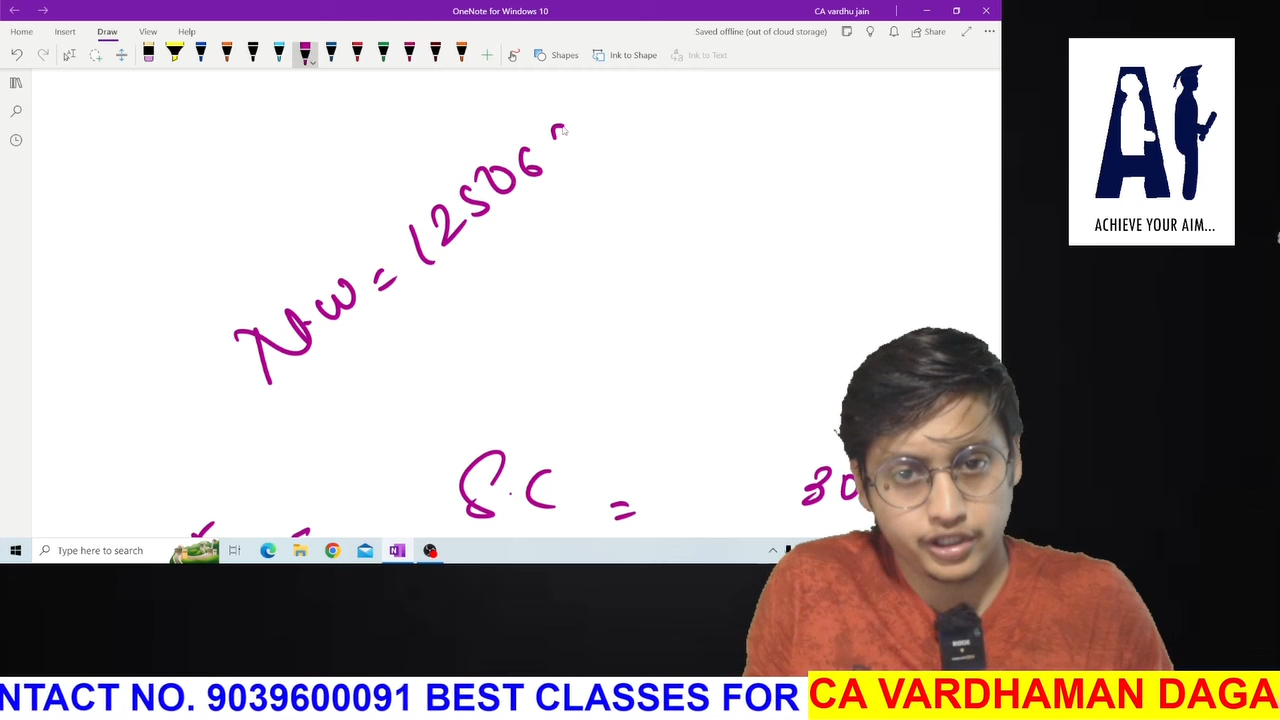 OneNote for Windows 10
CA vardhu jain
Home Insert Draw View Help
Saved offline (out of cloud storage)
Share
Shapes
Ink to Shape
Ink to Text
= 12506
S.C =
30
Type here to search
ACHIEVE YOUR AIM...
NTACT NO. 9039600091 BEST CLASSES FOR
CA VARDHAMAN DAGA